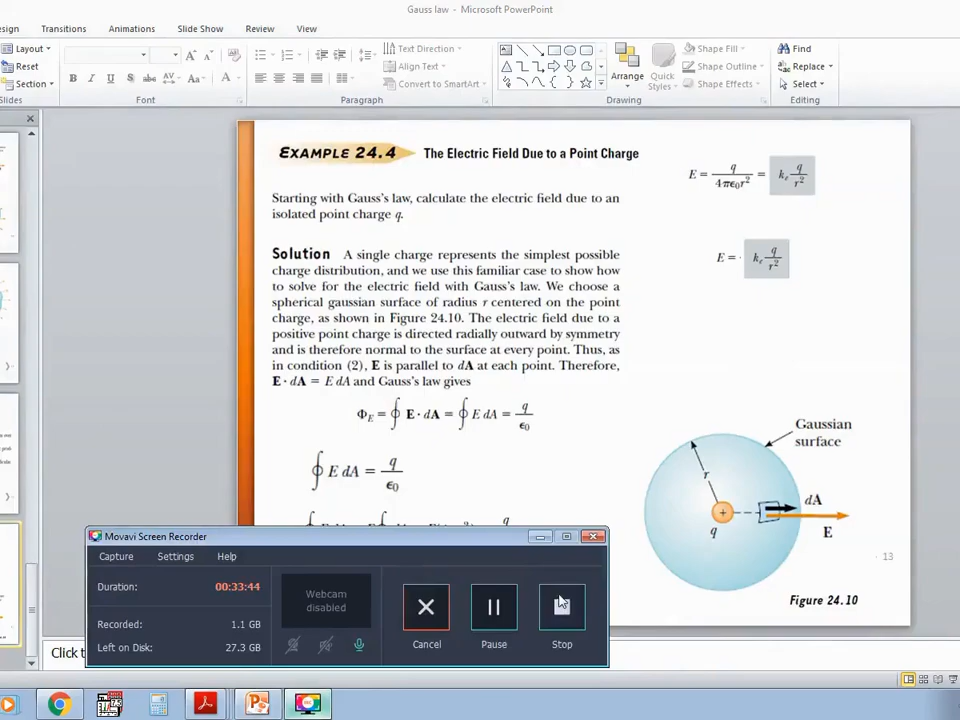 Gauss law - Microsoft PowerPoint
esign Transitions Animations Slide Show Review View
Layout
Reset
Section
Slides
B I U S abc AV Aa A
Font
Text Direction
Align Text
Convert to SmartArt
Paragraph
Arrange
Quick
Styles
Shape Fill
Shape Outline
Shape Effects
Drawing
Find
Replace
Select
Editing
EXAMPLE 24.4 The Electric Field Due to a Point Charge
Starting with Gauss's law, calculate the electric field due to an
isolated point charge q.
Solution A single charge represents the simplest possible
charge distribution, and we use this familiar case to show how
to solve for the electric field with Gauss's law. We choose a
spherical gaussian surface of radius r centered on the point
charge, as shown in Figure 24.10. The electric field due to a
positive point charge is directed radially outward by symmetry
and is therefore normal to the surface at every point. Thus, as
in condition (2), E is parallel to dA at each point. Therefore,
E · dA = E dA and Gauss's law gives
Φ_E = ∮ E · dA = ∮ E dA = q/ϵ₀
∮ E dA = q/ϵ₀
E = q/4πϵ₀r² = kₑ q/r²
E = kₑ q/r²
Gaussian
surface
r
+
q
dA
E
13
Figure 24.10
Click t
Movavi Screen Recorder
Capture Settings Help
Duration: 00:33:44
Recorded: 1.1 GB
Left on Disk: 27.3 GB
Webcam
disabled
Cancel
Pause
Stop